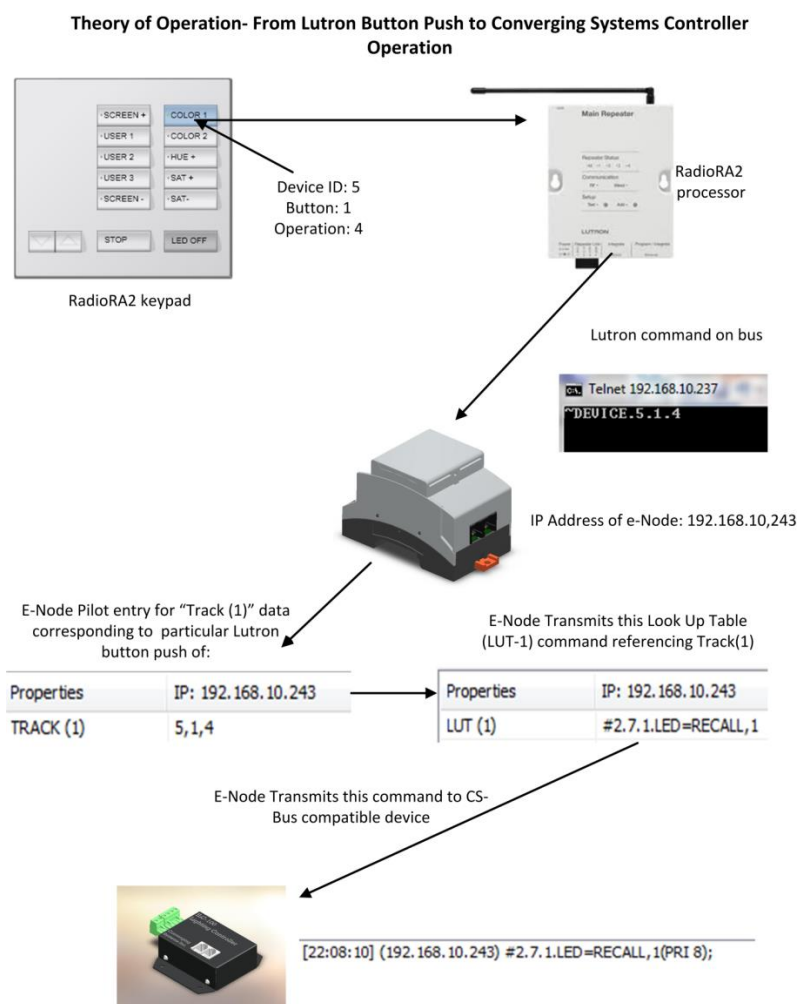 Theory of Operation- From Lutron Button Push to Converging Systems Controller
Operation
SCREEN +
COLOR 1
USER 1
COLOR 2
USER 2
HUE +
USER 3
SAT +
SCREEN -
SAT-
STOP
LED OFF
RadioRA2 keypad
Device ID: 5
Button: 1
Operation: 4
Main Repeater
Repeater Status
Communication
Setup
LUTRON
RadioRA2
processor
Lutron command on bus
Telnet 192.168.10.237
~DEVICE.5.1.4
IP Address of e-Node: 192.168.10,243
E-Node Pilot entry for “Track (1)” data
corresponding to particular Lutron
button push of:
Properties IP: 192.168.10.243
TRACK (1) 5,1,4
E-Node Transmits this Look Up Table
(LUT-1) command referencing Track(1)
Properties IP: 192.168.10.243
LUT (1) #2.7.1.LED=RECALL,1
E-Node Transmits this command to CS-
Bus compatible device
Lighting Controller
[22:08:10] (192.168.10.243) #2.7.1.LED=RECALL,1(PRI 8);